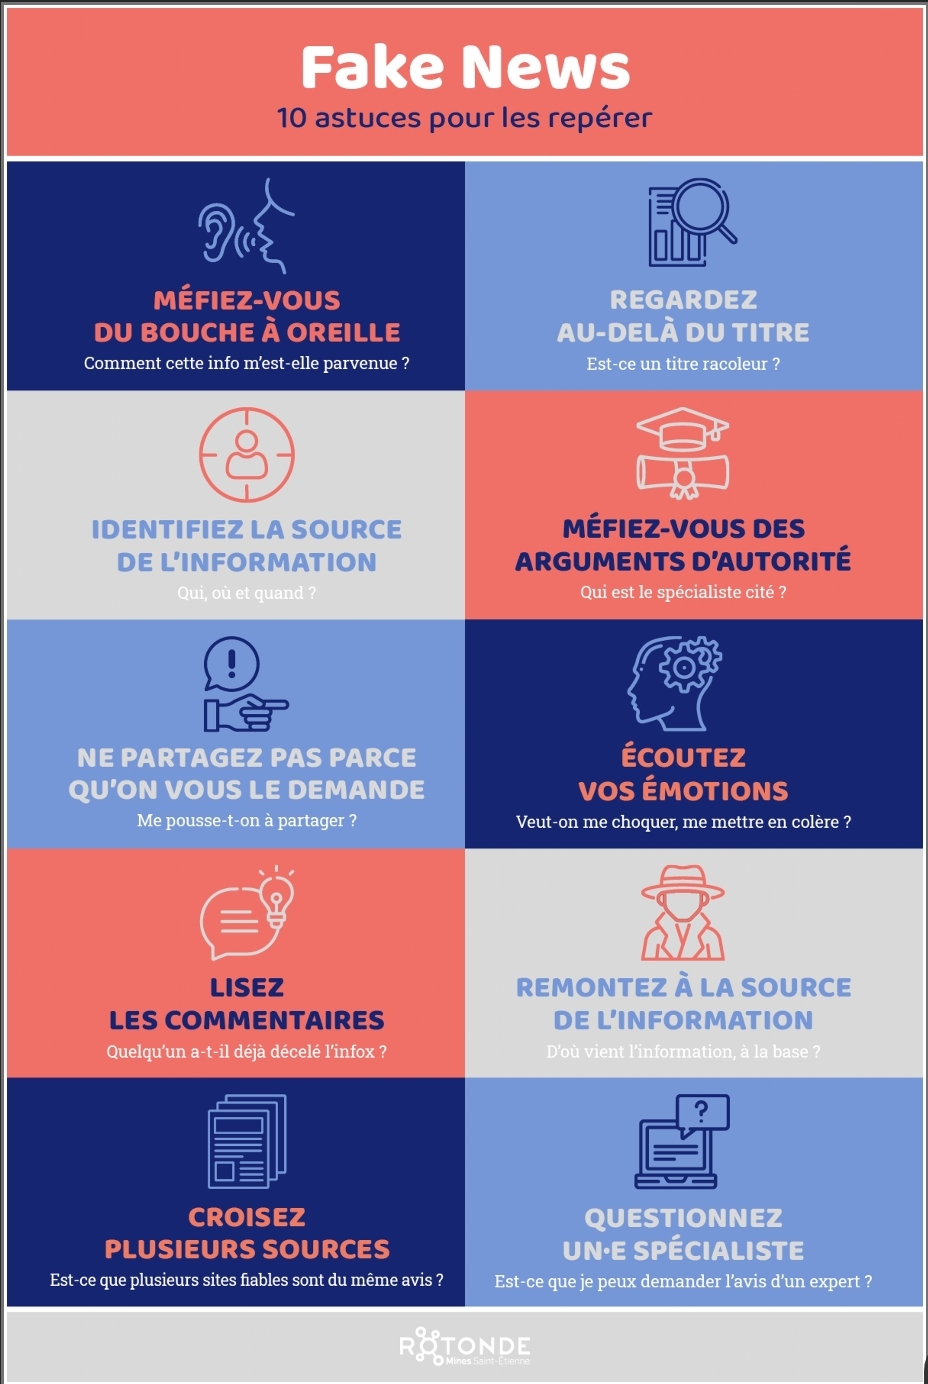 Fake News
10 astuces pour les repérer
MÉFIEZ-VOUS
DU BOUCHE À OREILLE
Comment cette info m’est-elle parvenue ?
REGARDEZ
AU-DELÀ DU TITRE
Est-ce un titre racoleur ?
IDENTIFIEZ LA SOURCE
DE L’INFORMATION
Qui, où et quand ?
MÉFIEZ-VOUS DES
ARGUMENTS D’AUTORITÉ
Qui est le spécialiste cité ?
NE PARTAGEZ PAS PARCE
QU’ON VOUS LE DEMANDE
Me pousse-t-on à partager ?
ÉCOUTEZ
VOS ÉMOTIONS
Veut-on me choquer, me mettre en colère ?
LISEZ
LES COMMENTAIRES
Quelqu’un a-t-il déjà décelé l’infox ?
REMONTEZ À LA SOURCE
DE L’INFORMATION
D’où vient l’information, à la base ?
CROISEZ
PLUSIEURS SOURCES
Est-ce que plusieurs sites fiables sont du même avis ?
QUESTIONNEZ
UN·E SPÉCIALISTE
Est-ce que je peux demander l’avis d’un expert ?
ROTONDE
Mines Saint-Étienne